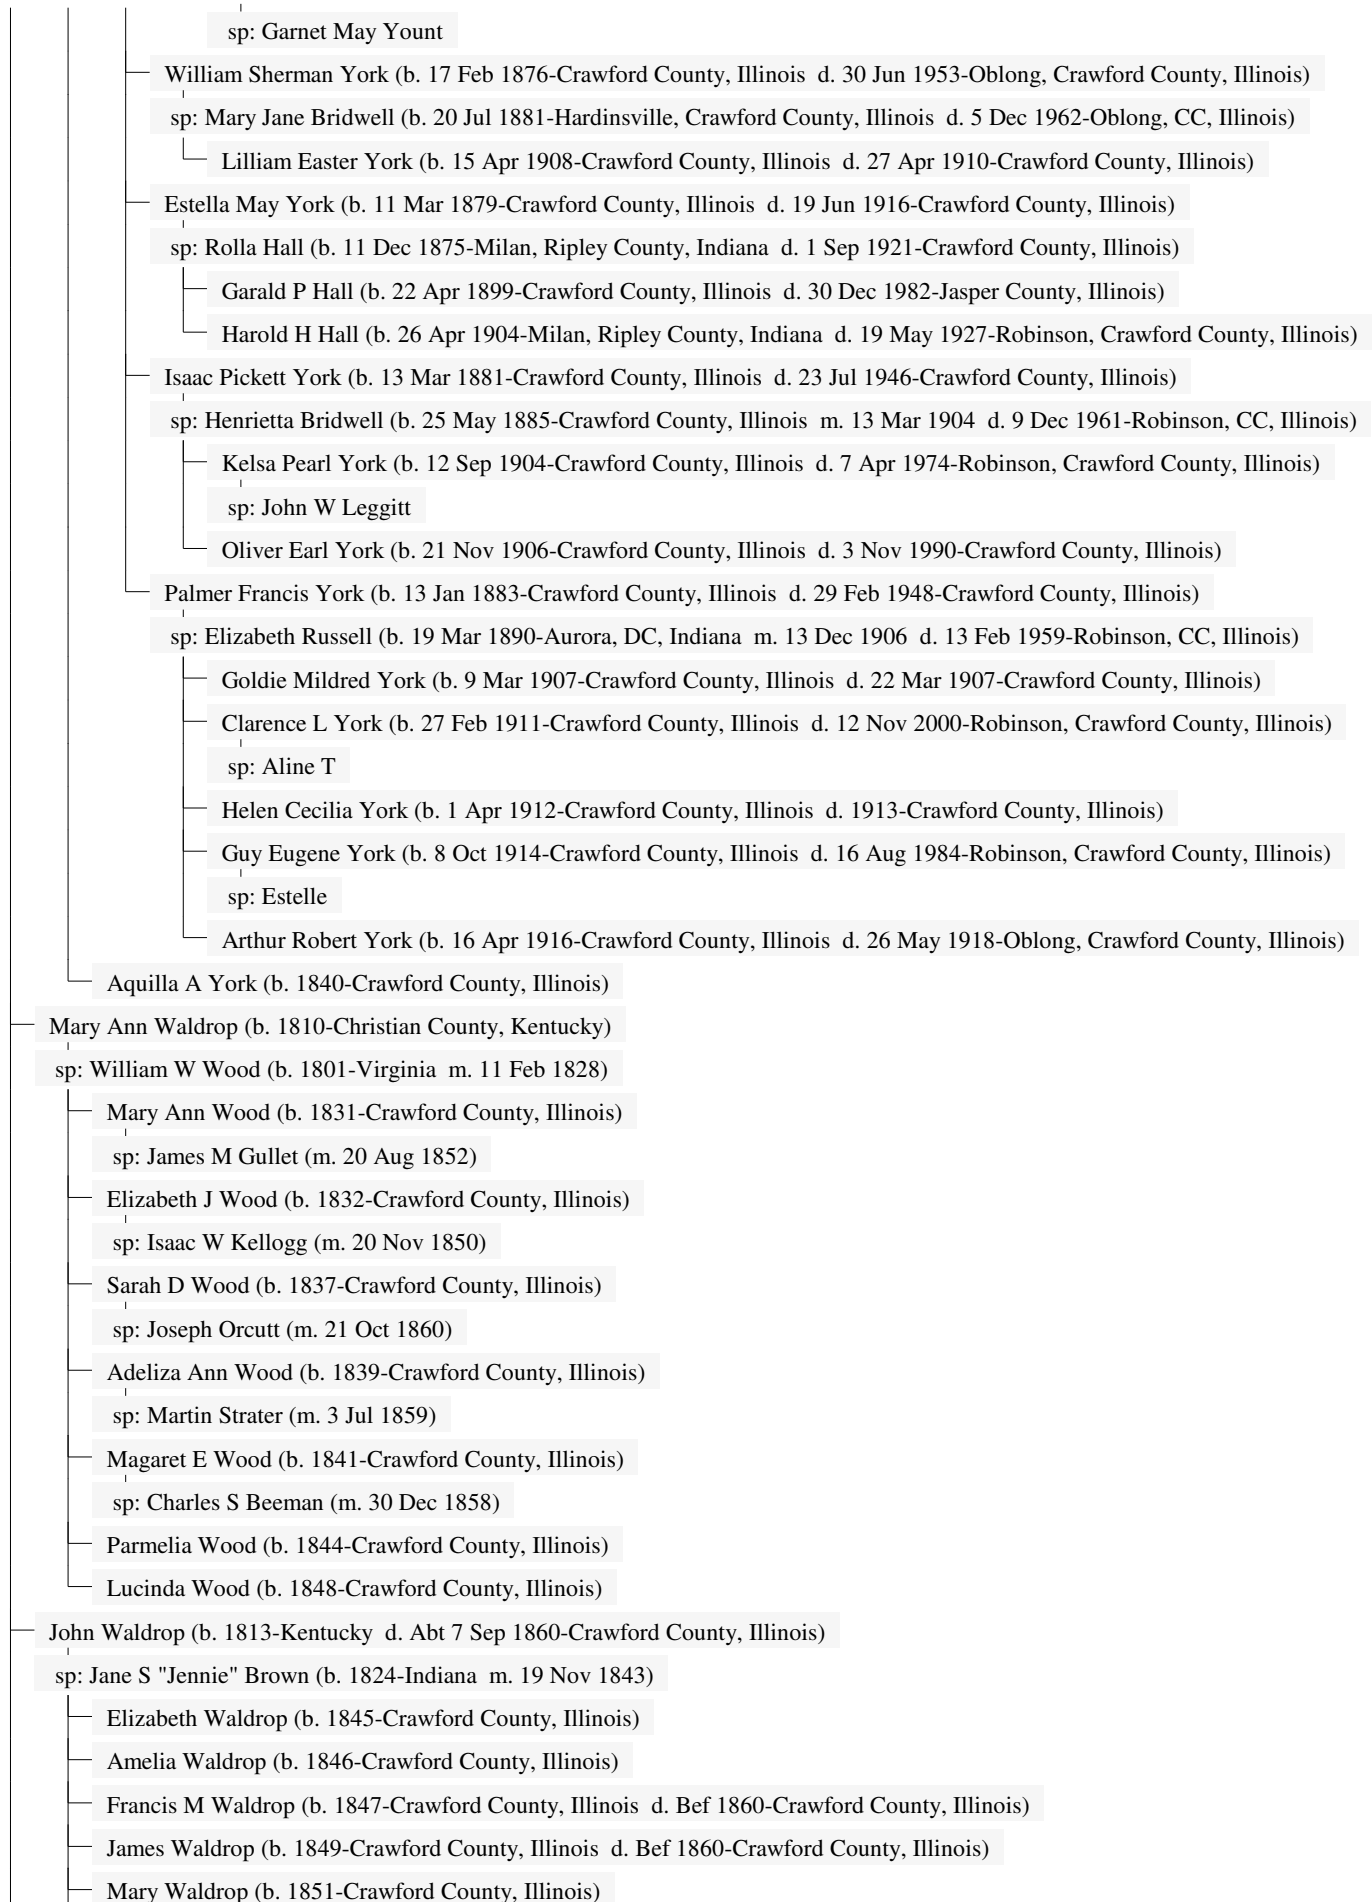 sp: Garnet May Yount
William Sherman York (b. 17 Feb 1876-Crawford County, Illinois d. 30 Jun 1953-Oblong, Crawford County, Illinois)
sp: Mary Jane Bridwell (b. 20 Jul 1881-Hardinsville, Crawford County, Illinois d. 5 Dec 1962-Oblong, CC, Illinois)
Lilliam Easter York (b. 15 Apr 1908-Crawford County, Illinois d. 27 Apr 1910-Crawford County, Illinois)
Estella May York (b. 11 Mar 1879-Crawford County, Illinois d. 19 Jun 1916-Crawford County, Illinois)
sp: Rolla Hall (b. 11 Dec 1875-Milan, Ripley County, Indiana d. 1 Sep 1921-Crawford County, Illinois)
Garald P Hall (b. 22 Apr 1899-Crawford County, Illinois d. 30 Dec 1982-Jasper County, Illinois)
Harold H Hall (b. 26 Apr 1904-Milan, Ripley County, Indiana d. 19 May 1927-Robinson, Crawford County, Illinois)
Isaac Pickett York (b. 13 Mar 1881-Crawford County, Illinois d. 23 Jul 1946-Crawford County, Illinois)
sp: Henrietta Bridwell (b. 25 May 1885-Crawford County, Illinois m. 13 Mar 1904 d. 9 Dec 1961-Robinson, CC, Illinois)
Kelsa Pearl York (b. 12 Sep 1904-Crawford County, Illinois d. 7 Apr 1974-Robinson, Crawford County, Illinois)
sp: John W Leggitt
Oliver Earl York (b. 21 Nov 1906-Crawford County, Illinois d. 3 Nov 1990-Crawford County, Illinois)
Palmer Francis York (b. 13 Jan 1883-Crawford County, Illinois d. 29 Feb 1948-Crawford County, Illinois)
sp: Elizabeth Russell (b. 19 Mar 1890-Aurora, DC, Indiana m. 13 Dec 1906 d. 13 Feb 1959-Robinson, CC, Illinois)
Goldie Mildred York (b. 9 Mar 1907-Crawford County, Illinois d. 22 Mar 1907-Crawford County, Illinois)
Clarence L York (b. 27 Feb 1911-Crawford County, Illinois d. 12 Nov 2000-Robinson, Crawford County, Illinois)
sp: Aline T
Helen Cecilia York (b. 1 Apr 1912-Crawford County, Illinois d. 1913-Crawford County, Illinois)
Guy Eugene York (b. 8 Oct 1914-Crawford County, Illinois d. 16 Aug 1984-Robinson, Crawford County, Illinois)
sp: Estelle
Arthur Robert York (b. 16 Apr 1916-Crawford County, Illinois d. 26 May 1918-Oblong, Crawford County, Illinois)
Aquilla A York (b. 1840-Crawford County, Illinois)
Mary Ann Waldrop (b. 1810-Christian County, Kentucky)
sp: William W Wood (b. 1801-Virginia m. 11 Feb 1828)
Mary Ann Wood (b. 1831-Crawford County, Illinois)
sp: James M Gullet (m. 20 Aug 1852)
Elizabeth J Wood (b. 1832-Crawford County, Illinois)
sp: Isaac W Kellogg (m. 20 Nov 1850)
Sarah D Wood (b. 1837-Crawford County, Illinois)
sp: Joseph Orcutt (m. 21 Oct 1860)
Adeliza Ann Wood (b. 1839-Crawford County, Illinois)
sp: Martin Strater (m. 3 Jul 1859)
Magaret E Wood (b. 1841-Crawford County, Illinois)
sp: Charles S Beeman (m. 30 Dec 1858)
Parmelia Wood (b. 1844-Crawford County, Illinois)
Lucinda Wood (b. 1848-Crawford County, Illinois)
John Waldrop (b. 1813-Kentucky d. Abt 7 Sep 1860-Crawford County, Illinois)
sp: Jane S "Jennie" Brown (b. 1824-Indiana m. 19 Nov 1843)
Elizabeth Waldrop (b. 1845-Crawford County, Illinois)
Amelia Waldrop (b. 1846-Crawford County, Illinois)
Francis M Waldrop (b. 1847-Crawford County, Illinois d. Bef 1860-Crawford County, Illinois)
James Waldrop (b. 1849-Crawford County, Illinois d. Bef 1860-Crawford County, Illinois)
Mary Waldrop (b. 1851-Crawford County, Illinois)